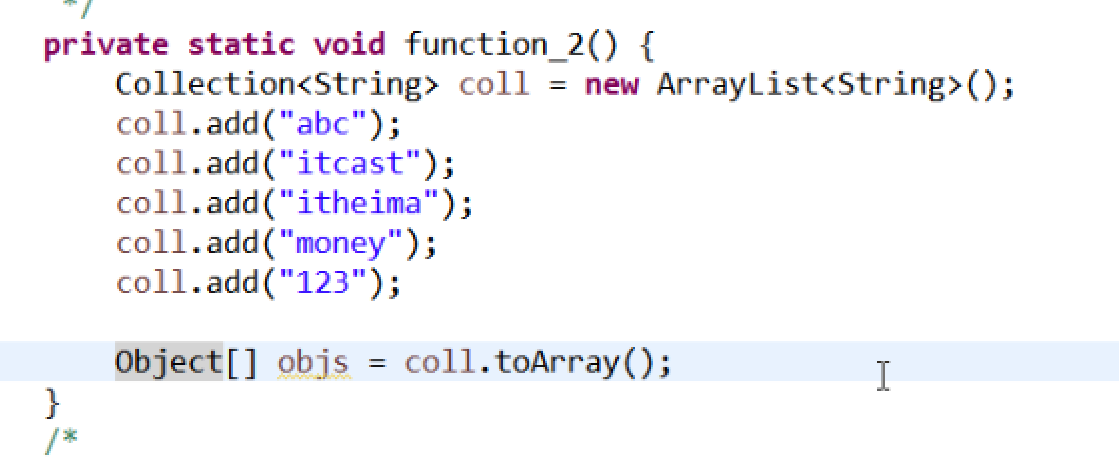 */
private static void function_2() {
Collection<String> coll = new ArrayList<String>();
coll.add("abc");
coll.add("itcast");
coll.add("itheima");
coll.add("money");
coll.add("123");
Object[] objs = coll.toArray();
}
/*